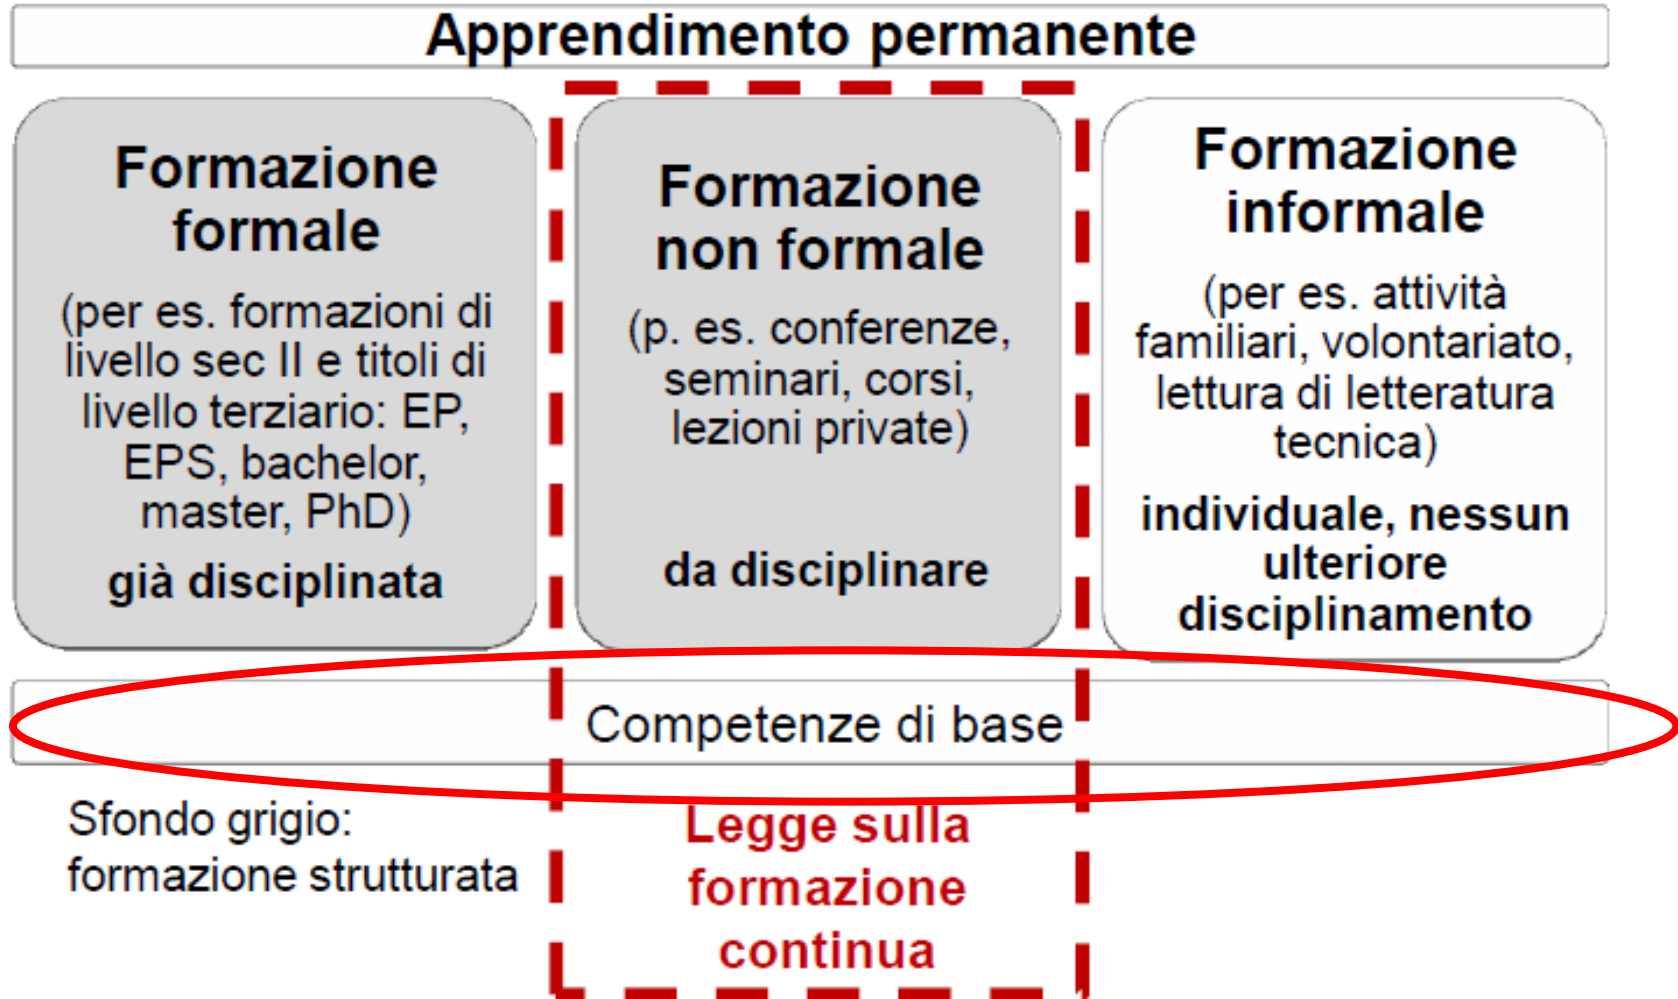 Apprendimento permanente
Formazione
formale
(per es. formazioni di
livello sec II e titoli di
livello terziario: EP,
EPS, bachelor,
master, PhD)
già disciplinata
Formazione
non formale
(p. es. conferenze,
seminari, corsi,
lezioni private)
da disciplinare
Formazione
informale
(per es. attività
familiari, volontariato,
lettura di letteratura
tecnica)
individuale, nessun
ulteriore
disciplinamento
Competenze di base
Sfondo grigio:
formazione strutturata
Legge sulla
formazione
continua